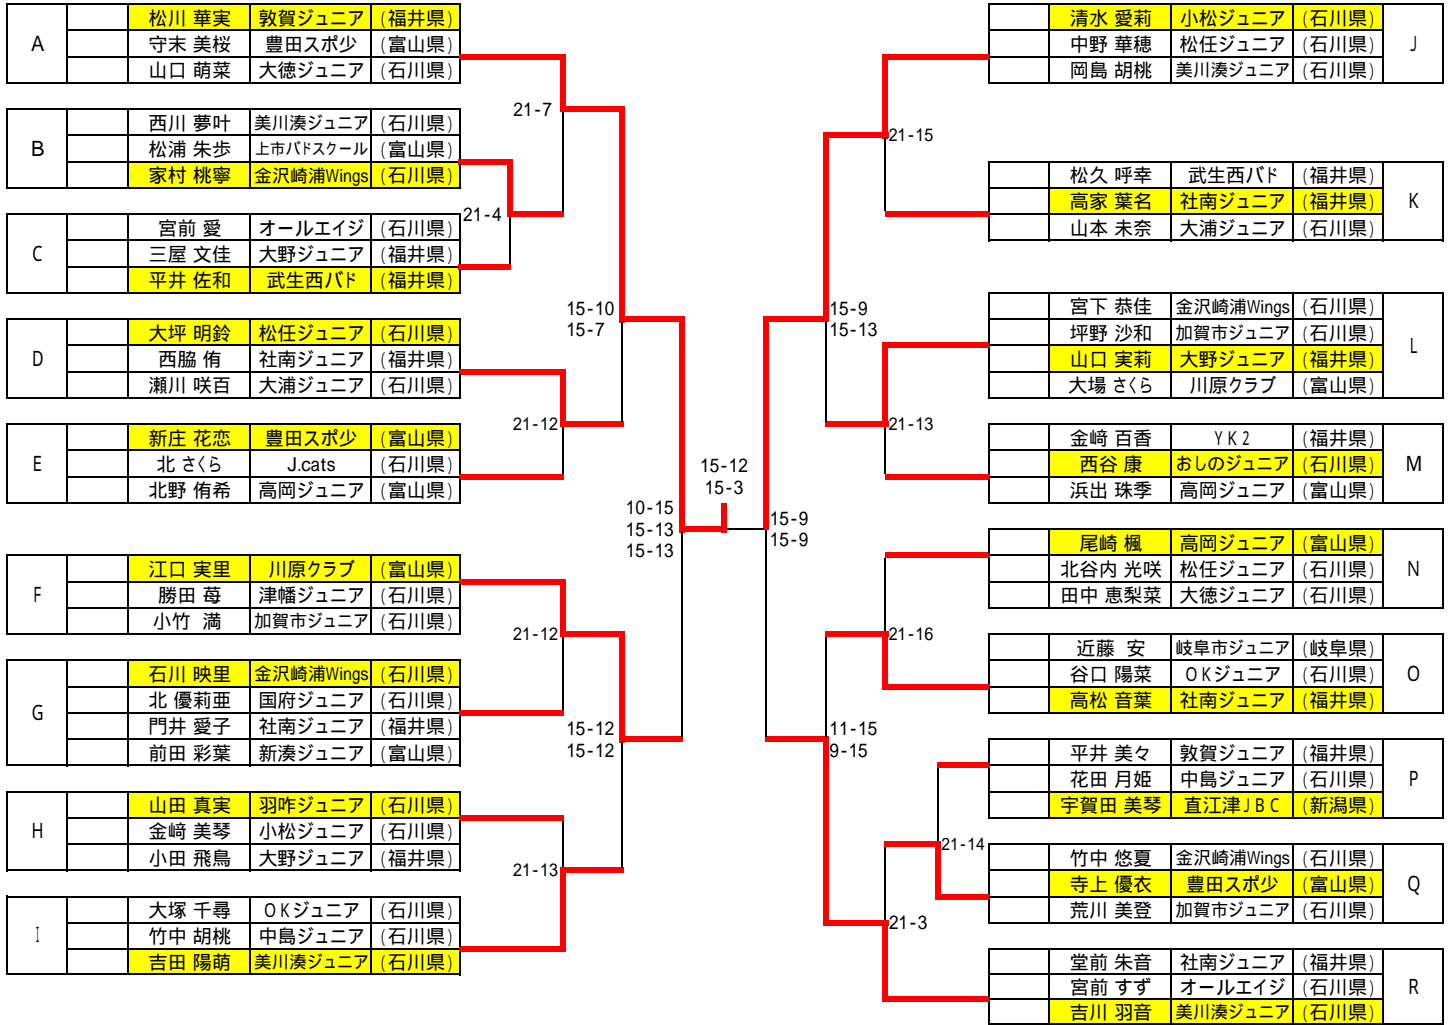 A
松川 華実 敦賀ジュニア (福井県)
守末 美桜 豊田スポ少 (富山県)
山口 萌菜 大徳ジュニア (石川県)
B
西川 夢叶 美川湊ジュニア (石川県)
松浦 朱歩 上市バドスクール (富山県)
家村 桃寧 金沢崎浦Wings (石川県)
C
宮前 愛 オールエイジ (石川県)
三屋 文佳 大野ジュニア (福井県)
平井 佐和 武生西バド (福井県)
D
大坪 明鈴 松任ジュニア (石川県)
西脇 侑 社南ジュニア (福井県)
瀬川 咲百 大浦ジュニア (石川県)
E
新庄 花恋 豊田スポ少 (富山県)
北 さくら J.cats (石川県)
北野 侑希 高岡ジュニア (富山県)
F
江口 実里 川原クラブ (富山県)
勝田 苺 津幡ジュニア (石川県)
小竹 満 加賀市ジュニア (石川県)
G
石川 映里 金沢崎浦Wings (石川県)
北 優莉亜 国府ジュニア (石川県)
門井 愛子 社南ジュニア (福井県)
前田 彩葉 新湊ジュニア (富山県)
H
山田 真実 羽咋ジュニア (石川県)
金﨑 美琴 小松ジュニア (石川県)
小田 飛鳥 大野ジュニア (福井県)
I
大塚 千尋 OKジュニア (石川県)
竹中 胡桃 中島ジュニア (石川県)
吉田 陽萌 美川湊ジュニア (石川県)
21-7
21-4
15-10
15-7
21-12
10-15
15-13
15-13
21-12
15-12
15-12
21-13
15-12
15-3
15-9
15-9
21-15
15-9
15-13
21-13
21-16
11-15
9-15
21-14
21-3
清水 愛莉 小松ジュニア (石川県)
中野 華穂 松任ジュニア (石川県)
岡島 胡桃 美川湊ジュニア (石川県)
J
松久 呼幸 武生西バド (福井県)
高家 葉名 社南ジュニア (福井県)
山本 未奈 大浦ジュニア (石川県)
K
宮下 恭佳 金沢崎浦Wings (石川県)
坪野 沙和 加賀市ジュニア (石川県)
山口 実莉 大野ジュニア (福井県)
大場 さくら 川原クラブ (富山県)
L
金﨑 百香 YK2 (福井県)
西谷 康 おしのジュニア (石川県)
浜出 珠季 高岡ジュニア (富山県)
M
尾崎 楓 高岡ジュニア (富山県)
北谷内 光咲 松任ジュニア (石川県)
田中 恵梨菜 大徳ジュニア (石川県)
N
近藤 安 岐阜市ジュニア (岐阜県)
谷口 陽菜 OKジュニア (石川県)
高松 音葉 社南ジュニア (福井県)
O
平井 美々 敦賀ジュニア (福井県)
花田 月姫 中島ジュニア (石川県)
宇賀田 美琴 直江津JBC (新潟県)
P
竹中 悠夏 金沢崎浦Wings (石川県)
寺上 優衣 豊田スポ少 (富山県)
荒川 美登 加賀市ジュニア (石川県)
Q
堂前 朱音 社南ジュニア (福井県)
宮前 すず オールエイジ (石川県)
吉川 羽音 美川湊ジュニア (石川県)
R